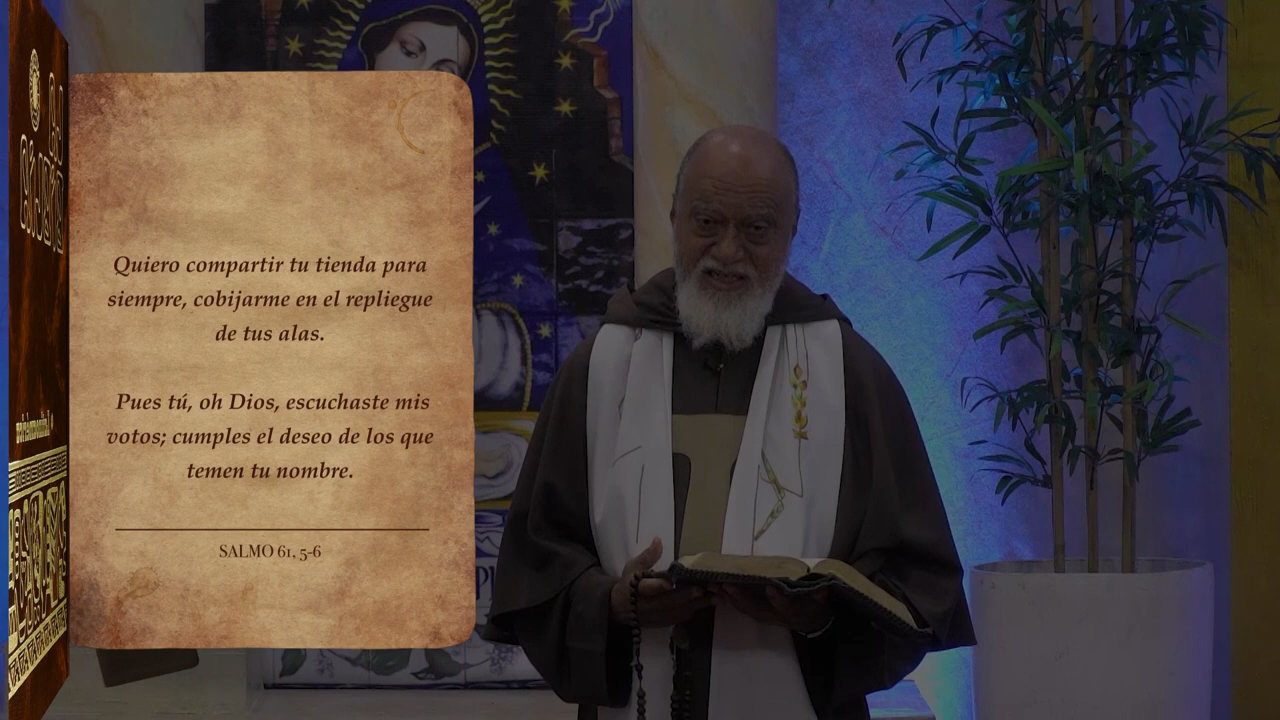 Quiero compartir tu tienda para
siempre, cobijarme en el repliegue
de tus alas.
Pues tú, oh Dios, escuchaste mis
votos; cumples el deseo de los que
temen tu nombre.
SALMO 61, 5-6